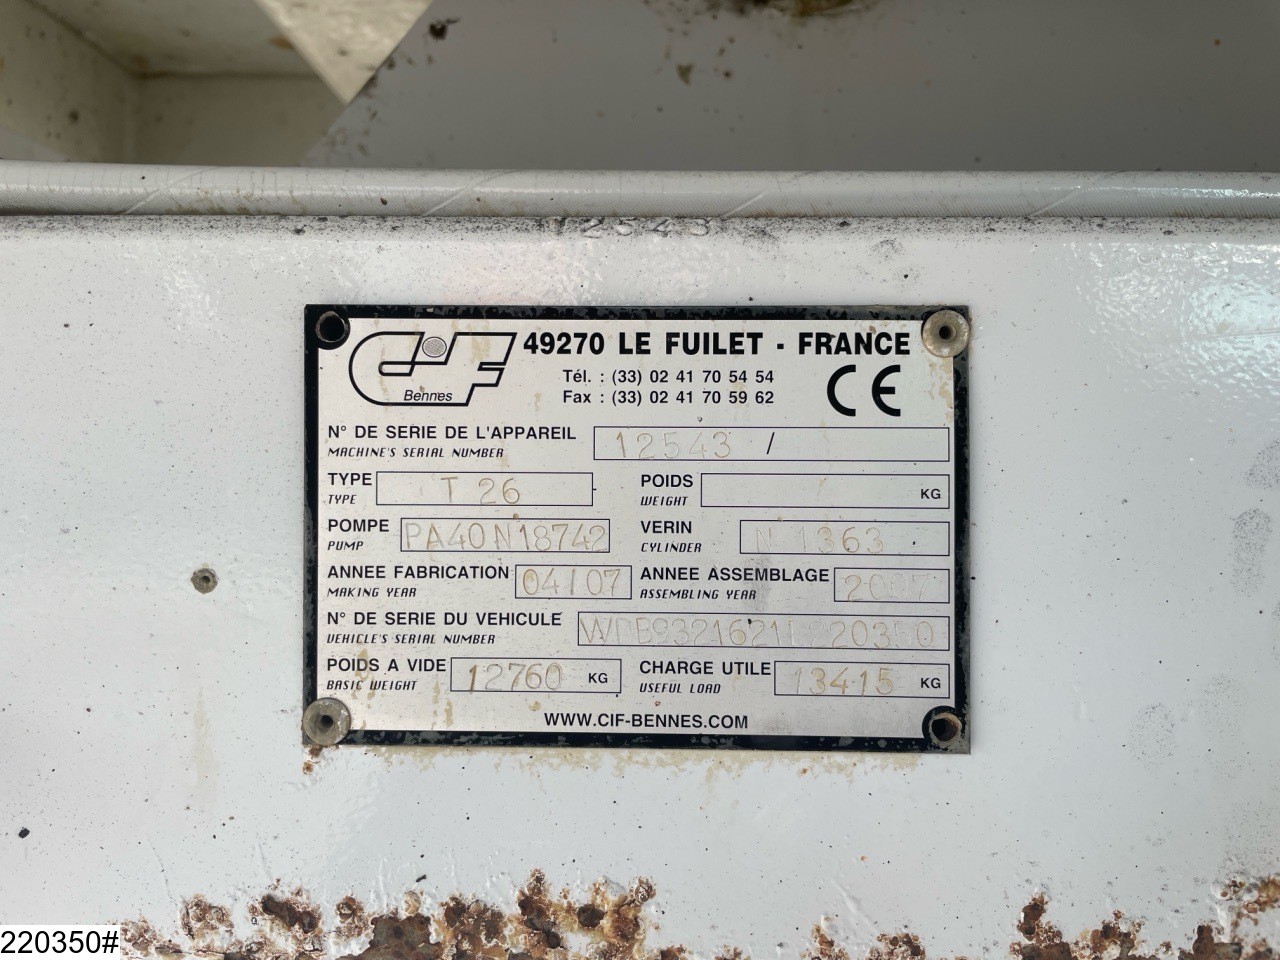 12543
CiF
Bennes
49270 LE FUILET - FRANCE
Tél. : (33) 02 41 70 54 54
Fax : (33) 02 41 70 59 62
CE
N° DE SERIE DE L'APPAREIL 12543 /
MACHINE'S SERIAL NUMBER
TYPE T 26 POIDS KG
TYPE WEIGHT
POMPE PA40N18742 VERIN N 1363
PUMP CYLINDER
ANNEE FABRICATION 04/07 ANNEE ASSEMBLAGE 2007
MAKING YEAR ASSEMBLING YEAR
N° DE SERIE DU VEHICULE
VEHICLE'S SERIAL NUMBER
POIDS A VIDE 12760 KG CHARGE UTILE 13415 KG
BASIC WEIGHT USEFUL LOAD
WWW.CIF-BENNES.COM
220350#